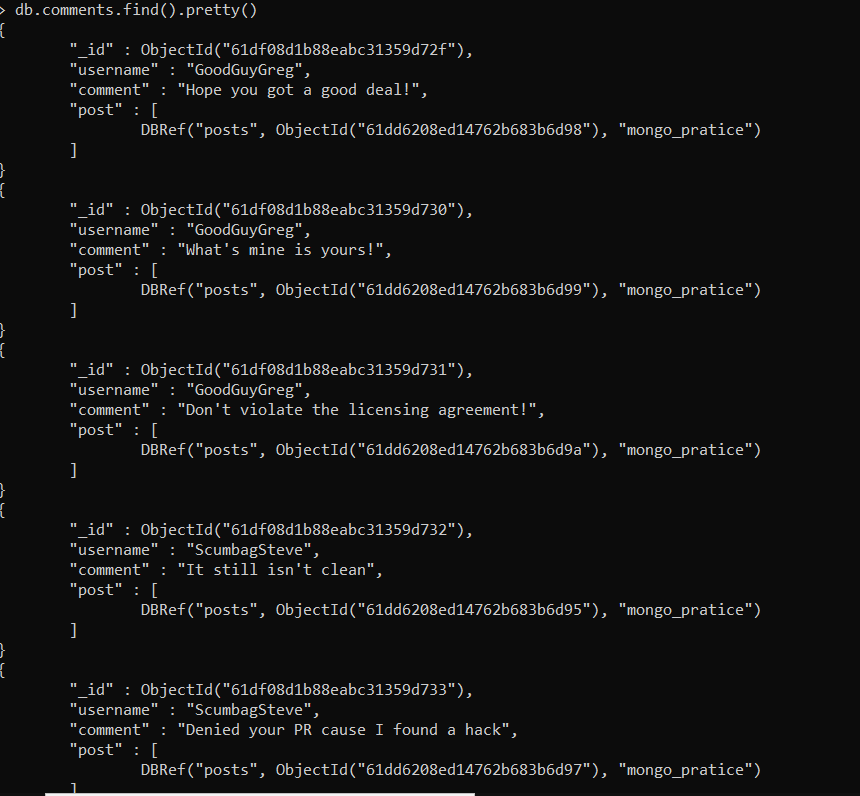 > db.comments.find().pretty()
{
"_id" : ObjectId("61df08d1b88eabc31359d72f"),
"username" : "GoodGuyGreg",
"comment" : "Hope you got a good deal!",
"post" : [
DBRef("posts", ObjectId("61dd6208ed14762b683b6d98"), "mongo_pratice")
]
}
{
"_id" : ObjectId("61df08d1b88eabc31359d730"),
"username" : "GoodGuyGreg",
"comment" : "What's mine is yours!",
"post" : [
DBRef("posts", ObjectId("61dd6208ed14762b683b6d99"), "mongo_pratice")
]
}
{
"_id" : ObjectId("61df08d1b88eabc31359d731"),
"username" : "GoodGuyGreg",
"comment" : "Don't violate the licensing agreement!",
"post" : [
DBRef("posts", ObjectId("61dd6208ed14762b683b6d9a"), "mongo_pratice")
]
}
{
"_id" : ObjectId("61df08d1b88eabc31359d732"),
"username" : "ScumbagSteve",
"comment" : "It still isn't clean",
"post" : [
DBRef("posts", ObjectId("61dd6208ed14762b683b6d95"), "mongo_pratice")
]
}
{
"_id" : ObjectId("61df08d1b88eabc31359d733"),
"username" : "ScumbagSteve",
"comment" : "Denied your PR cause I found a hack",
"post" : [
DBRef("posts", ObjectId("61dd6208ed14762b683b6d97"), "mongo_pratice")
]